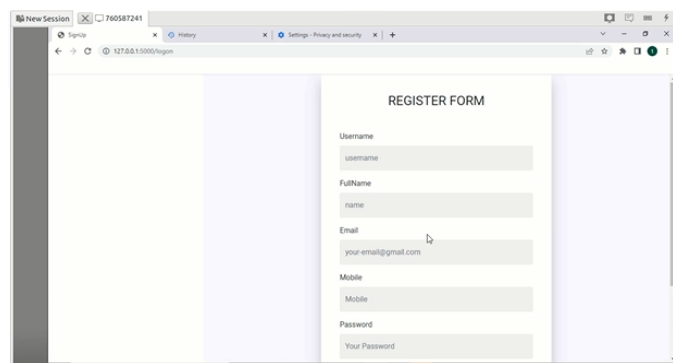 New Session
760587241
SignUp
History
Settings - Privacy and security
127.0.0.1:5000/logon
REGISTER FORM
Username
username
FullName
name
Email
your-email@gmail.com
Mobile
Mobile
Password
Your Password